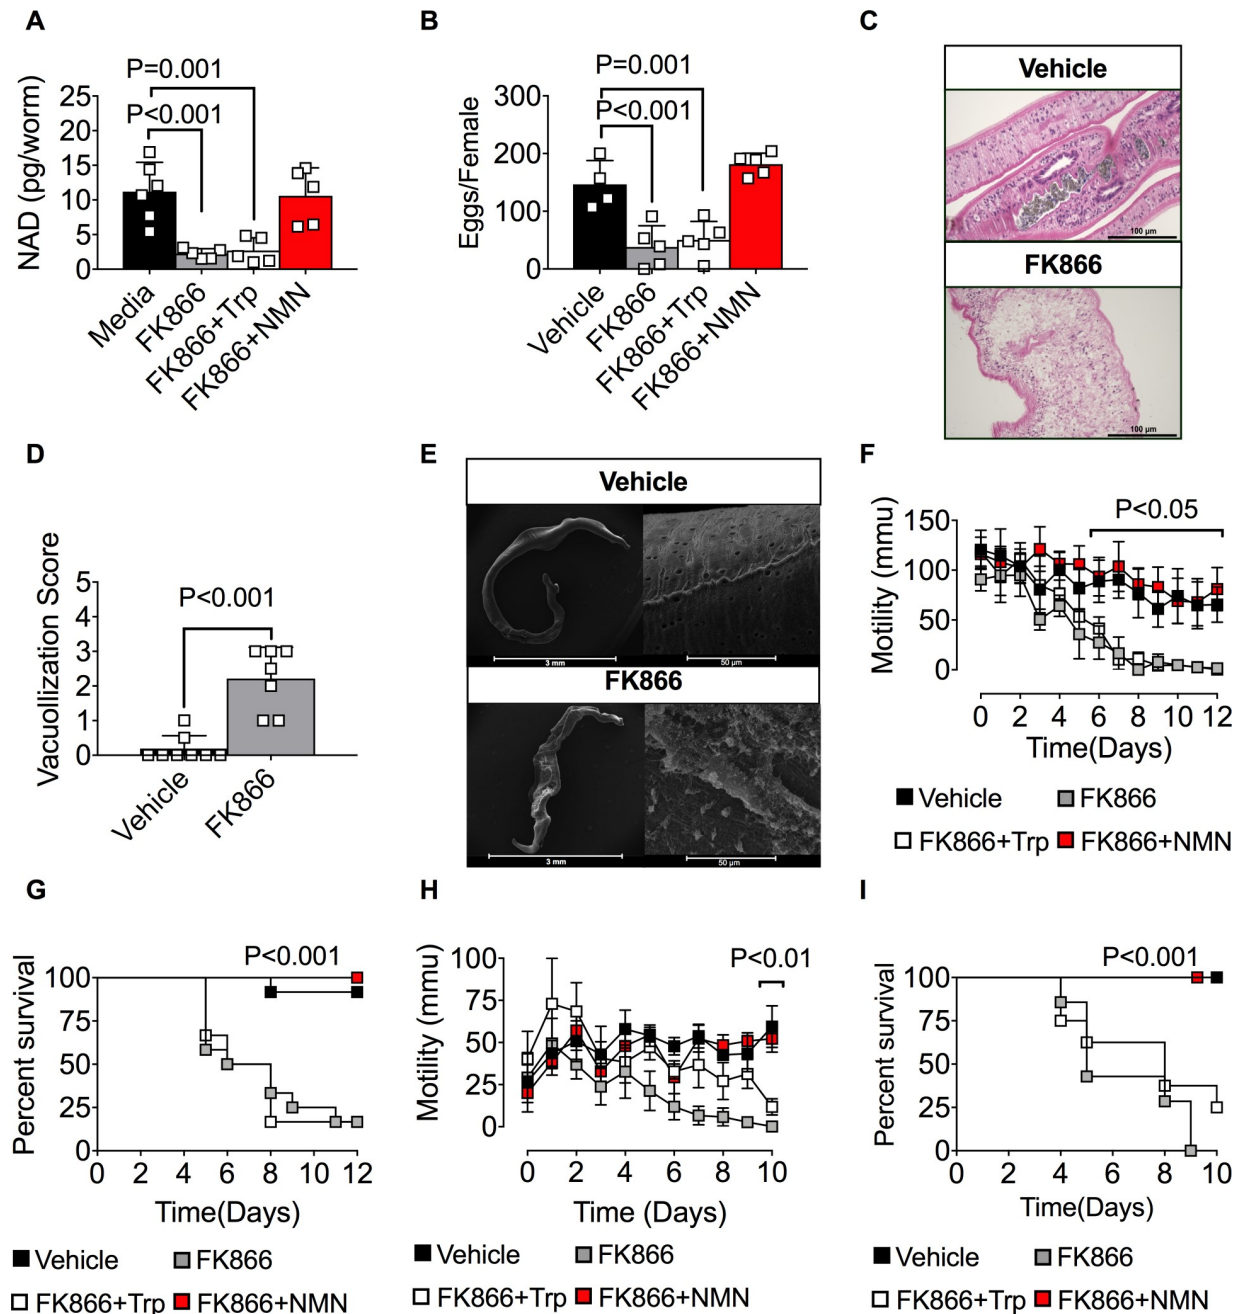 A
P=0.001
P<0.001
NAD (pg/worm)
25
20
15
10
5
0
Media
FK866
FK866+Trp
FK866+NMN
B
P=0.001
P<0.001
Eggs/Female
300
200
100
0
Vehicle
FK866
FK866+Trp
FK866+NMN
C
Vehicle
100 µm
FK866
100 µm
D
P<0.001
Vacuollization Score
5
4
3
2
1
0
Vehicle
FK866
E
Vehicle
3 mm
50 µm
FK866
3 mm
50 µm
F
P<0.05
Motility (mmu)
150
100
50
0
0 2 4 6 8 10 12
Time(Days)
Vehicle FK866
FK866+Trp FK866+NMN
G
P<0.001
Percent survival
100
75
50
25
0
0 2 4 6 8 10 12
Time(Days)
Vehicle FK866
FK866+Trp FK866+NMN
H
P<0.01
Motility (mmu)
100
75
50
25
0
0 2 4 6 8 10
Time (Days)
Vehicle FK866
FK866+Trp FK866+NMN
I
P<0.001
Percent survival
100
75
50
25
0
0 2 4 6 8 10
Time(Days)
Vehicle FK866
FK866+Trp FK866+NMN